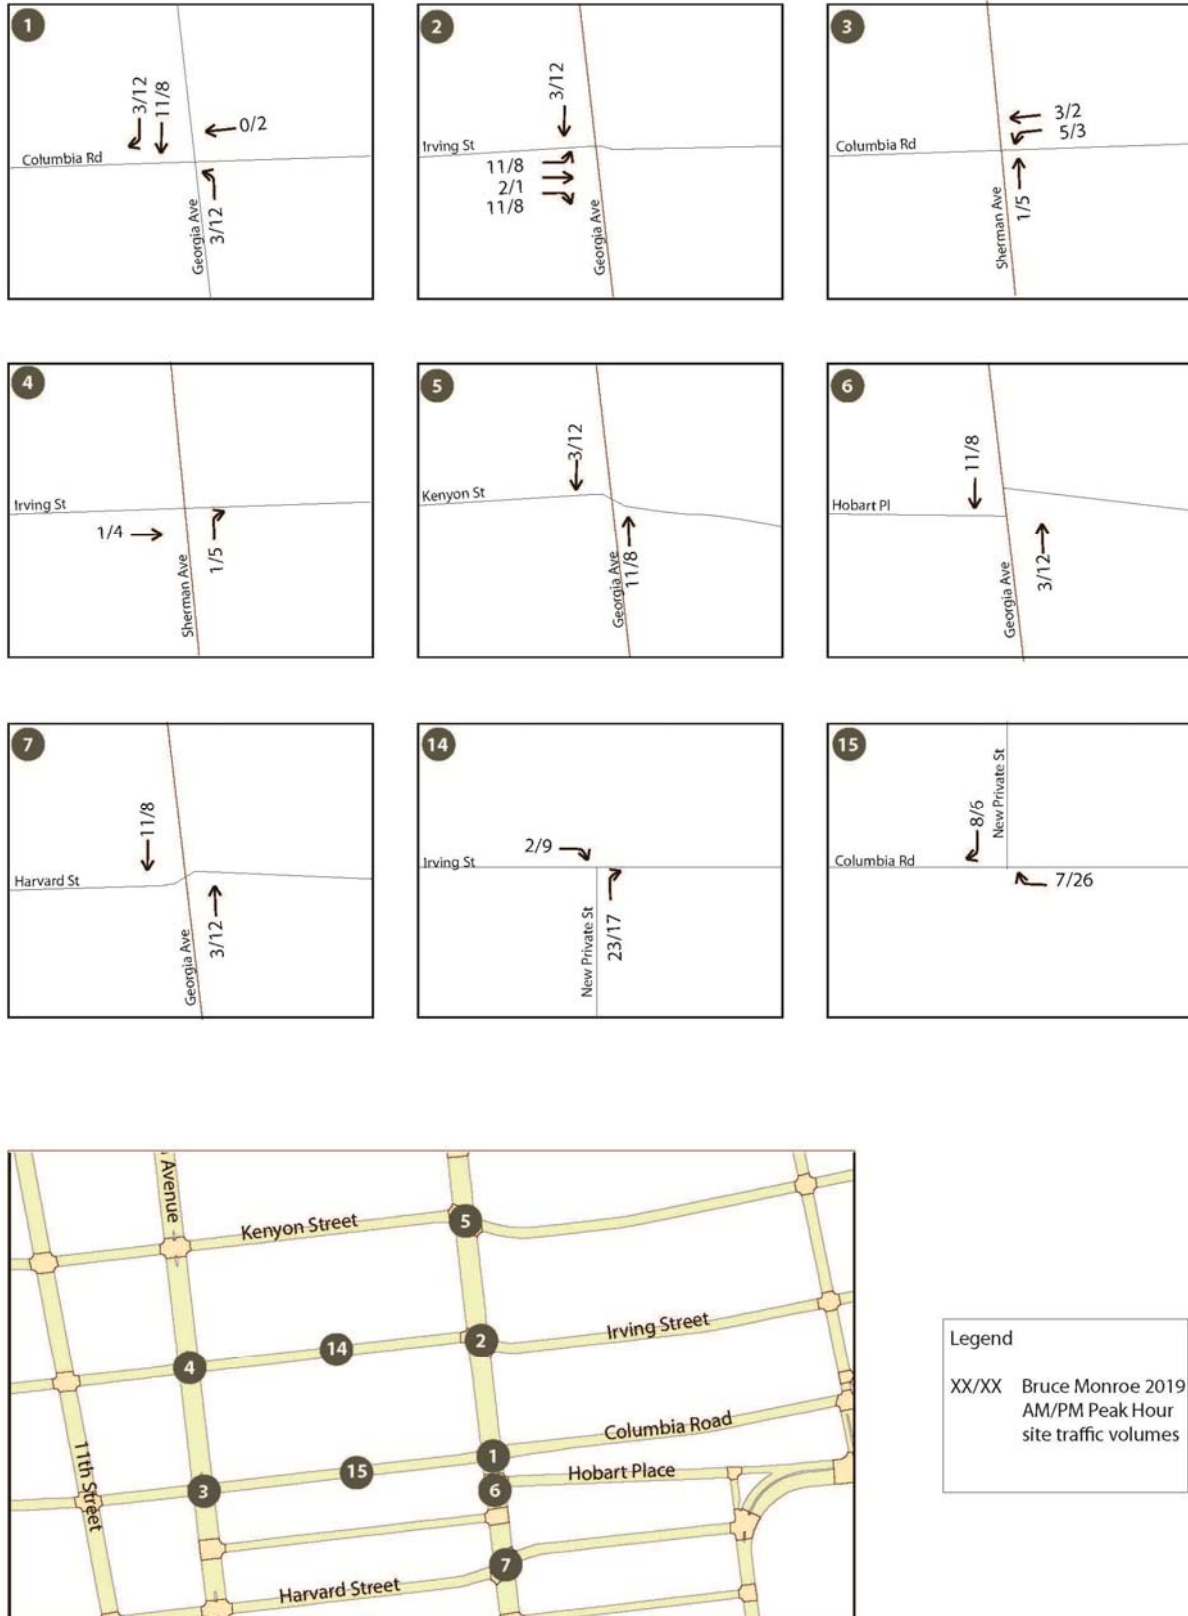 1
3/12
11/8
0/2
Columbia Rd
3/12
Georgia Ave
2
3/12
Irving St
11/8
2/1
11/8
Georgia Ave
3
3/2
5/3
Columbia Rd
1/5
Sherman Ave
4
Irving St
1/4
1/5
Sherman Ave
5
3/12
Kenyon St
11/8
Georgia Ave
6
11/8
Hobart Pl
3/12
Georgia Ave
7
11/8
Harvard St
3/12
Georgia Ave
14
2/9
Irving St
23/17
New Private St
15
8/6
New Private St
Columbia Rd
7/26
Avenue
Kenyon Street
5
Irving Street
2
14
4
Columbia Road
1
15
Hobart Place
3
6
11th Street
7
Harvard Street
Legend
XX/XX Bruce Monroe 2019
AM/PM Peak Hour
site traffic volumes